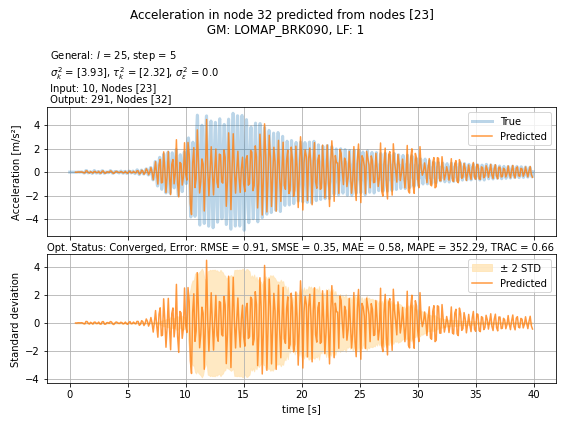 Acceleration in node 32 predicted from nodes [23]
GM: LOMAP_BRK090, LF: 1
General: l = 25, step = 5
σ²ₖ = [3.93], τ²ₖ = [2.32], σ²ε = 0.0
Input: 10, Nodes [23]
Output: 291, Nodes [32]
Acceleration [m/s²]
4
2
0
−2
−4
True
Predicted
Opt. Status: Converged, Error: RMSE = 0.91, SMSE = 0.35, MAE = 0.58, MAPE = 352.29, TRAC = 0.66
Standard deviation
4
2
0
−2
−4
± 2 STD
Predicted
0 5 10 15 20 25 30 35 40
time [s]